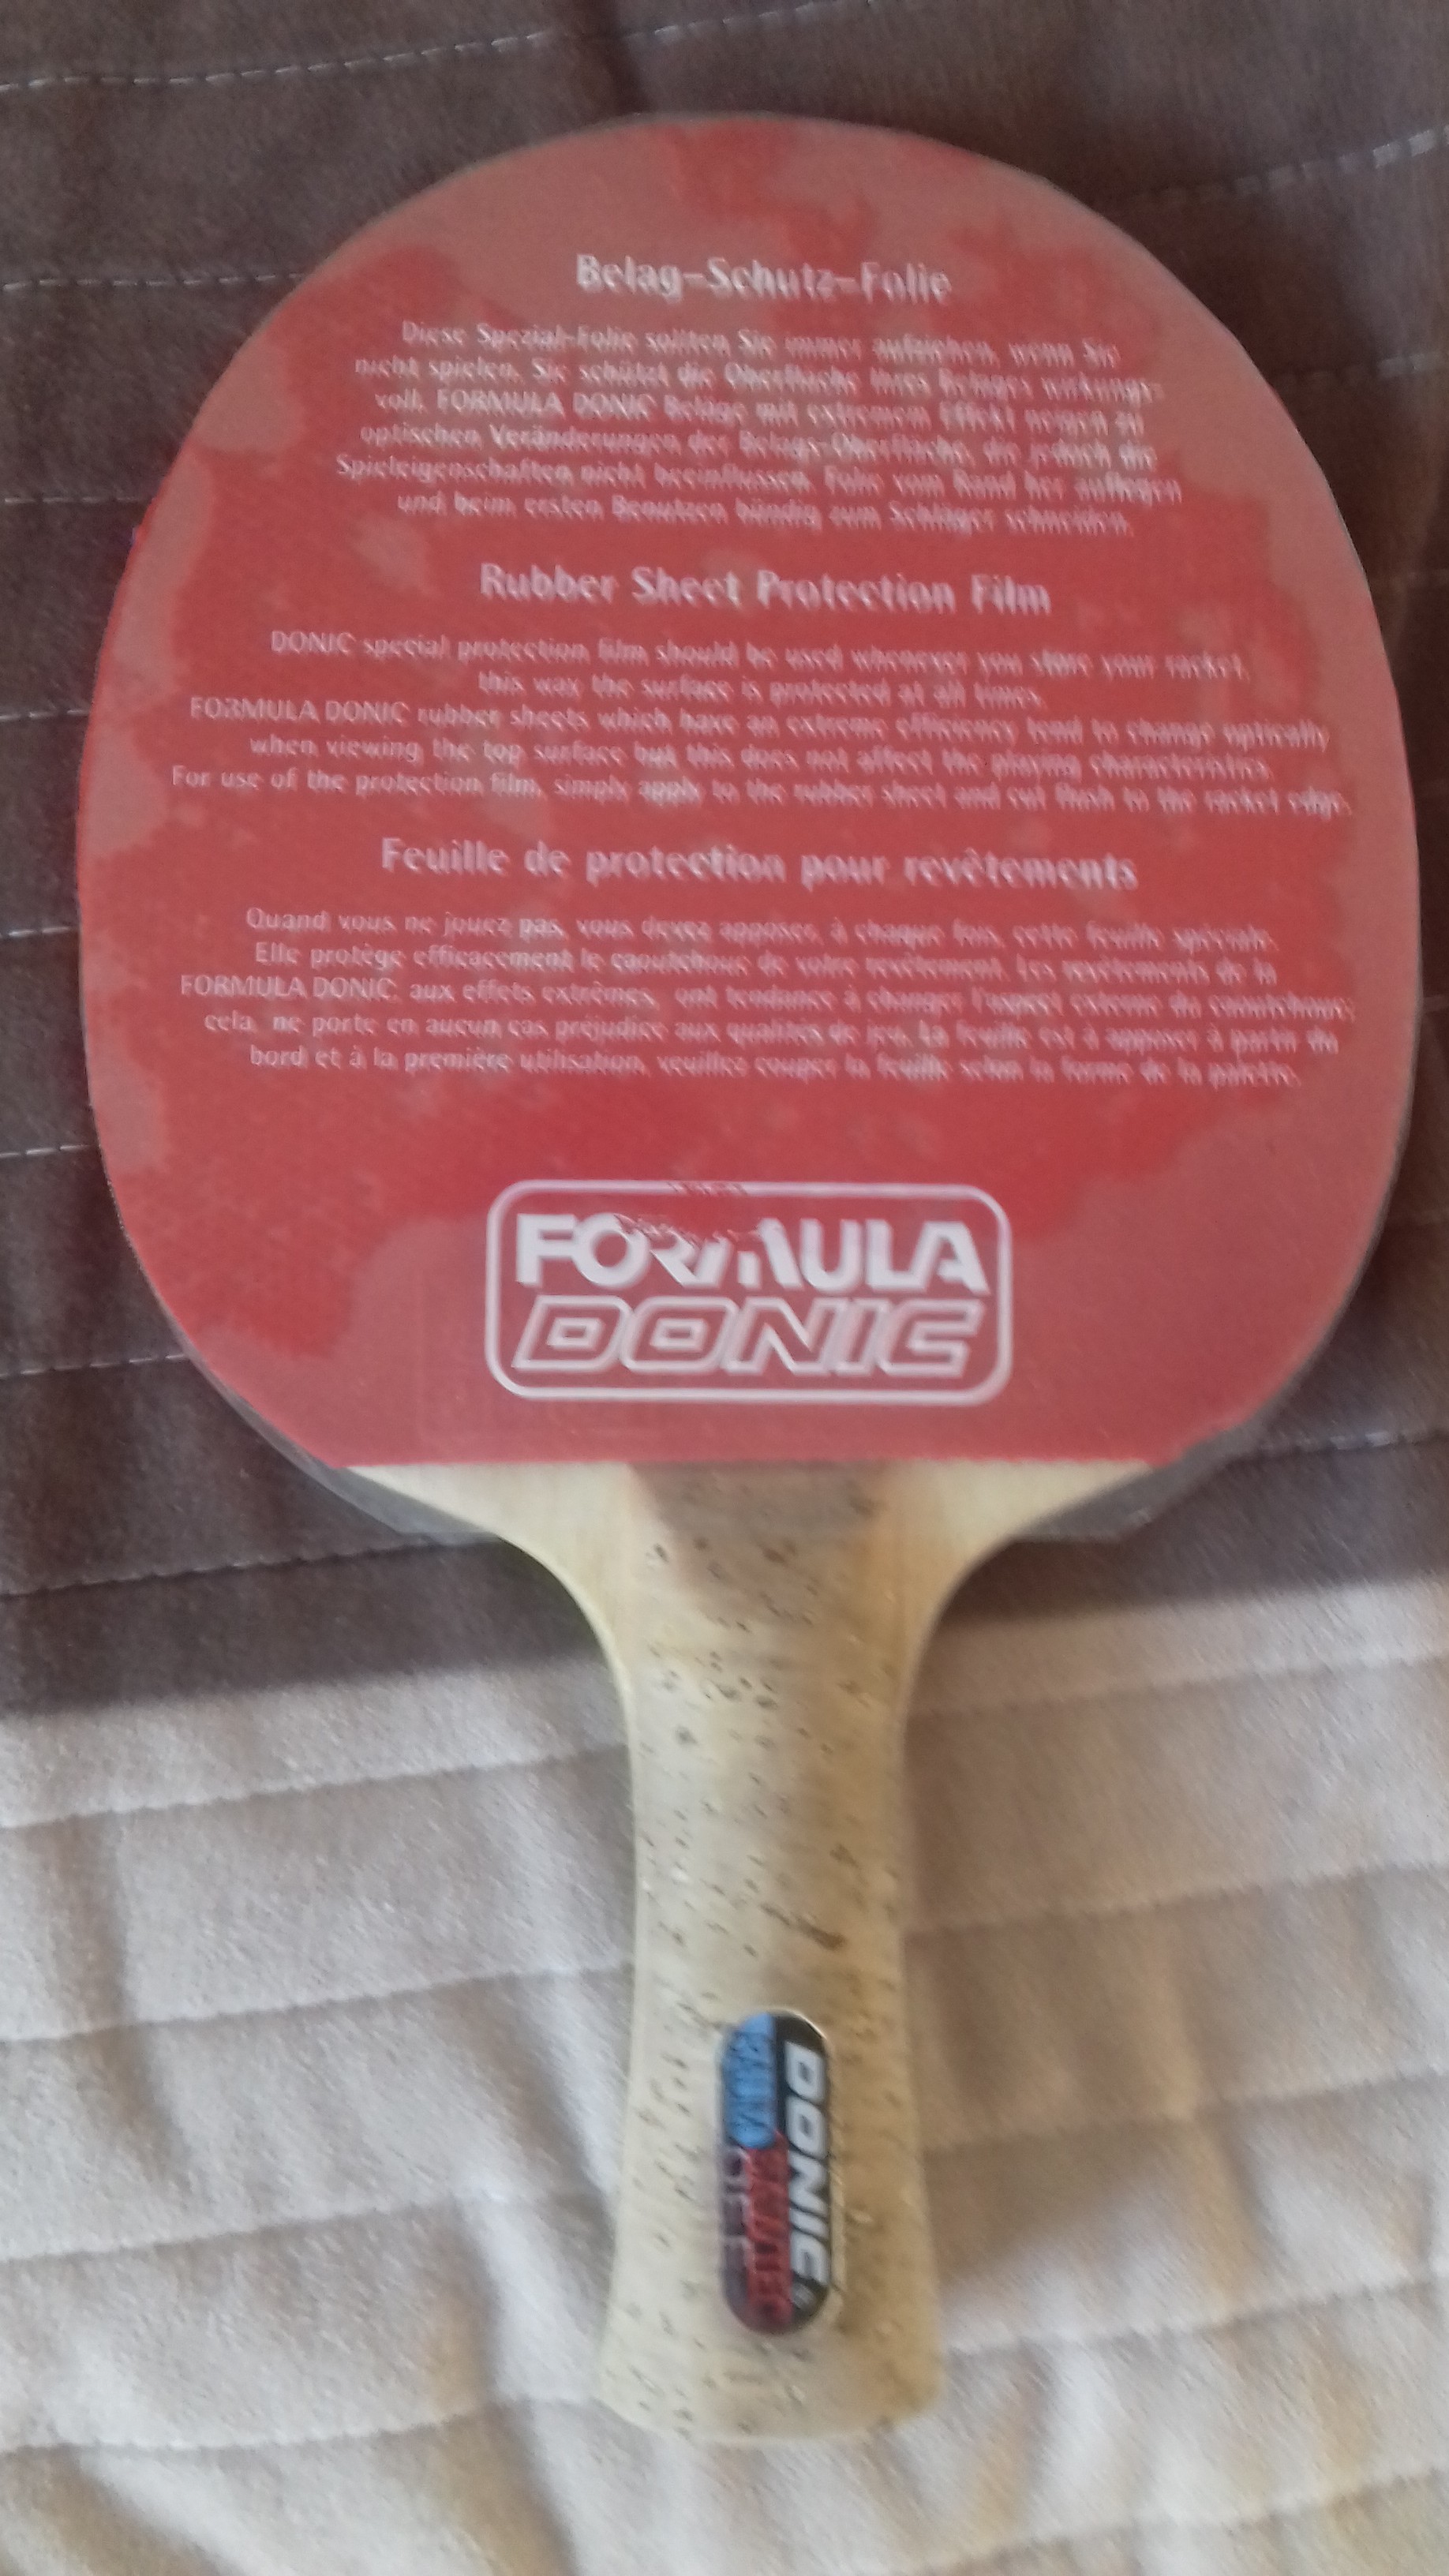 Belag-Schutz-Folie
Diese Spezial-Folie sollten Sie immer aufziehen, wenn Sie
nicht spielen. Sie schützt die Oberfläche Ihres Belages wirkungs-
voll. FORMULA DONIC Beläge mit extremem Effekt neigen zu
optischen Veränderungen der Belags-Oberfläche, die jedoch die
Spieleigenschaften nicht beeinflussen. Folie vom Rand her auflegen
und beim ersten Benutzen bündig zum Schläger schneiden.
Rubber Sheet Protection Film
DONIC special protection film should be used whenever you store your racket,
this way the surface is protected at all times.
FORMULA DONIC rubber sheets which have an extreme efficiency tend to change optically
when viewing the top surface but this does not affect the playing characteristics.
For use of the protection film, simply apply to the rubber sheet and cut flush to the racket edge.
Feuille de protection pour revêtements
Quand vous ne jouez pas, vous devez apposer, à chaque fois, cette feuille spéciale.
Elle protège efficacement le caoutchouc de votre revêtement. Les revêtements de la
FORMULA DONIC, aux effets extrêmes, ont tendance à changer l'aspect externe du caoutchouc;
cela ne porte en aucun cas préjudice aux qualités de jeu. La feuille est à apposer à partir du
bord et à la première utilisation, veuillez couper la feuille selon la forme de la palette.
FORMULA
DONIC
DONIC